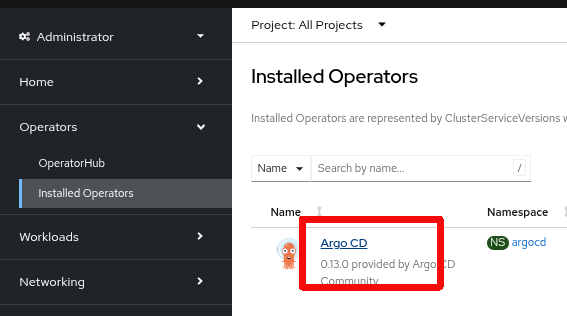 Administrator
Project: All Projects
Home
Installed Operators
Operators
Installed Operators are represented by ClusterServiceVersions
OperatorHub
Name
Search by name...
/
Installed Operators
Name
Namespace
Workloads
Argo CD
NS argocd
0.13.0 provided by Argo CD
Community
Networking